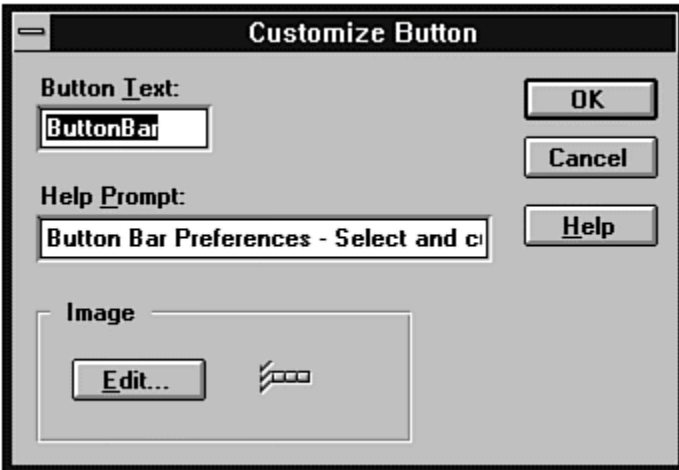 Customize Button
Button Text:
OK
ButtonBar
Cancel
Help Prompt:
Button Bar Preferences - Select and c
Help
Image
Edit...